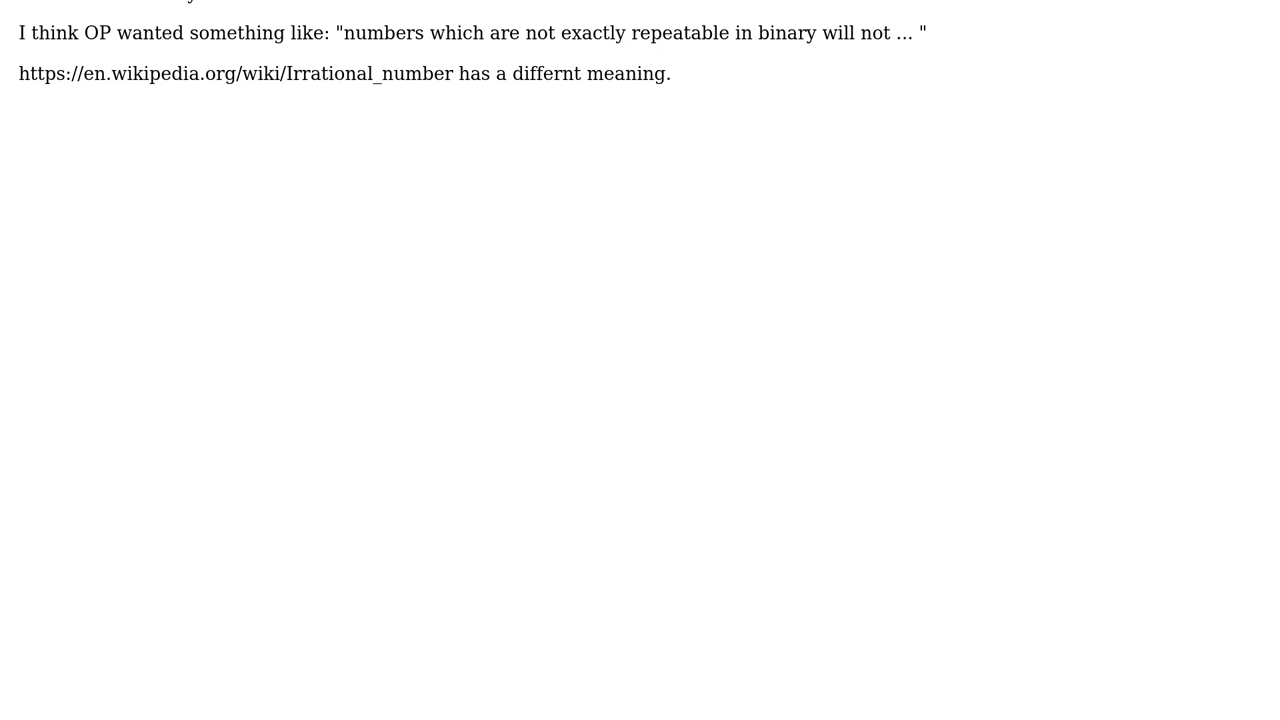 I think OP wanted something like: "numbers which are not exactly repeatable in binary will not ... "
https://en.wikipedia.org/wiki/Irrational_number has a differnt meaning.